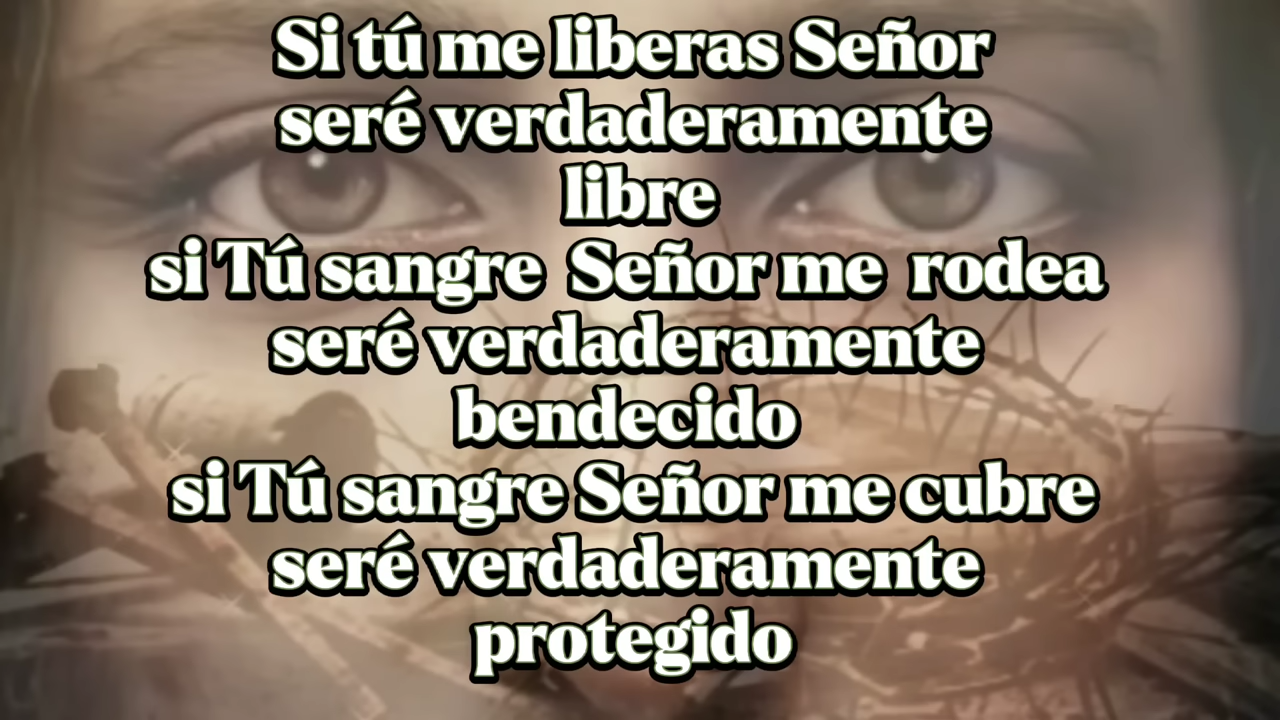 Si tú me liberas Señor
seré verdaderamente
libre
si Tú sangre Señor me rodea
seré verdaderamente
bendecido
si Tú sangre Señor me cubre
seré verdaderamente
protegido